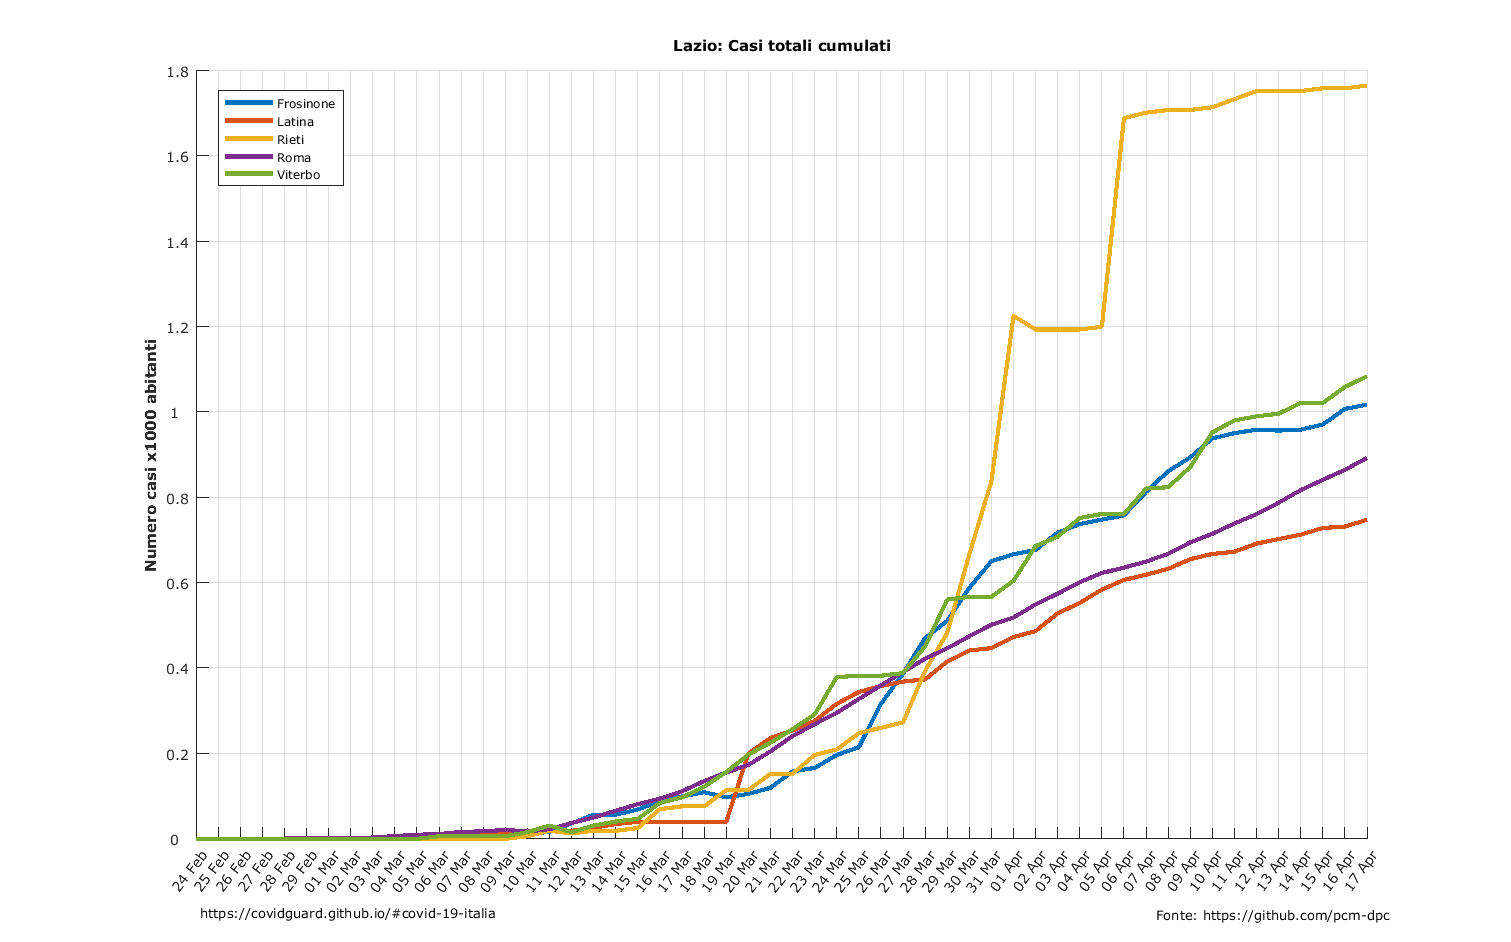 Lazio: Casi totali cumulati
Numero casi x1000 abitanti
1.8
1.6
1.4
1.2
1
0.8
0.6
0.4
0.2
0
Frosinone
Latina
Rieti
Roma
Viterbo
24 Feb
25 Feb
26 Feb
27 Feb
28 Feb
29 Feb
01 Mar
02 Mar
03 Mar
04 Mar
05 Mar
06 Mar
07 Mar
08 Mar
09 Mar
10 Mar
11 Mar
12 Mar
13 Mar
14 Mar
15 Mar
16 Mar
17 Mar
18 Mar
19 Mar
20 Mar
21 Mar
22 Mar
23 Mar
24 Mar
25 Mar
26 Mar
27 Mar
28 Mar
29 Mar
30 Mar
31 Mar
01 Apr
02 Apr
03 Apr
04 Apr
05 Apr
06 Apr
07 Apr
08 Apr
09 Apr
10 Apr
11 Apr
12 Apr
13 Apr
14 Apr
15 Apr
16 Apr
17 Apr
https://covidguard.github.io/#covid-19-italia
Fonte: https://github.com/pcm-dpc